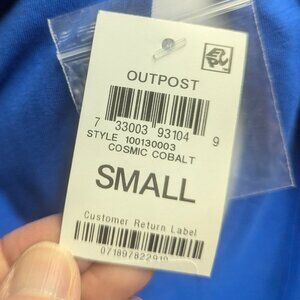 OUTPOST
7 33003 93104 9
STYLE 100130003
COSMIC COBALT
SMALL
Customer Return Label